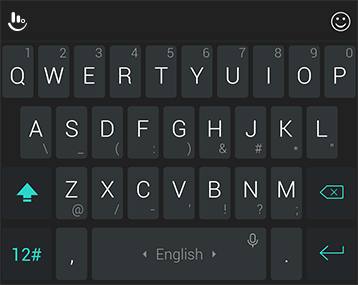 1 2 3 4 5 6 7 8 9 0
Q W E R T Y U I O P
A S D F G H J K L
\ _ ( : ) & # * "
Z X C V B N M
@ / - ' ! ? ;
12# , English .